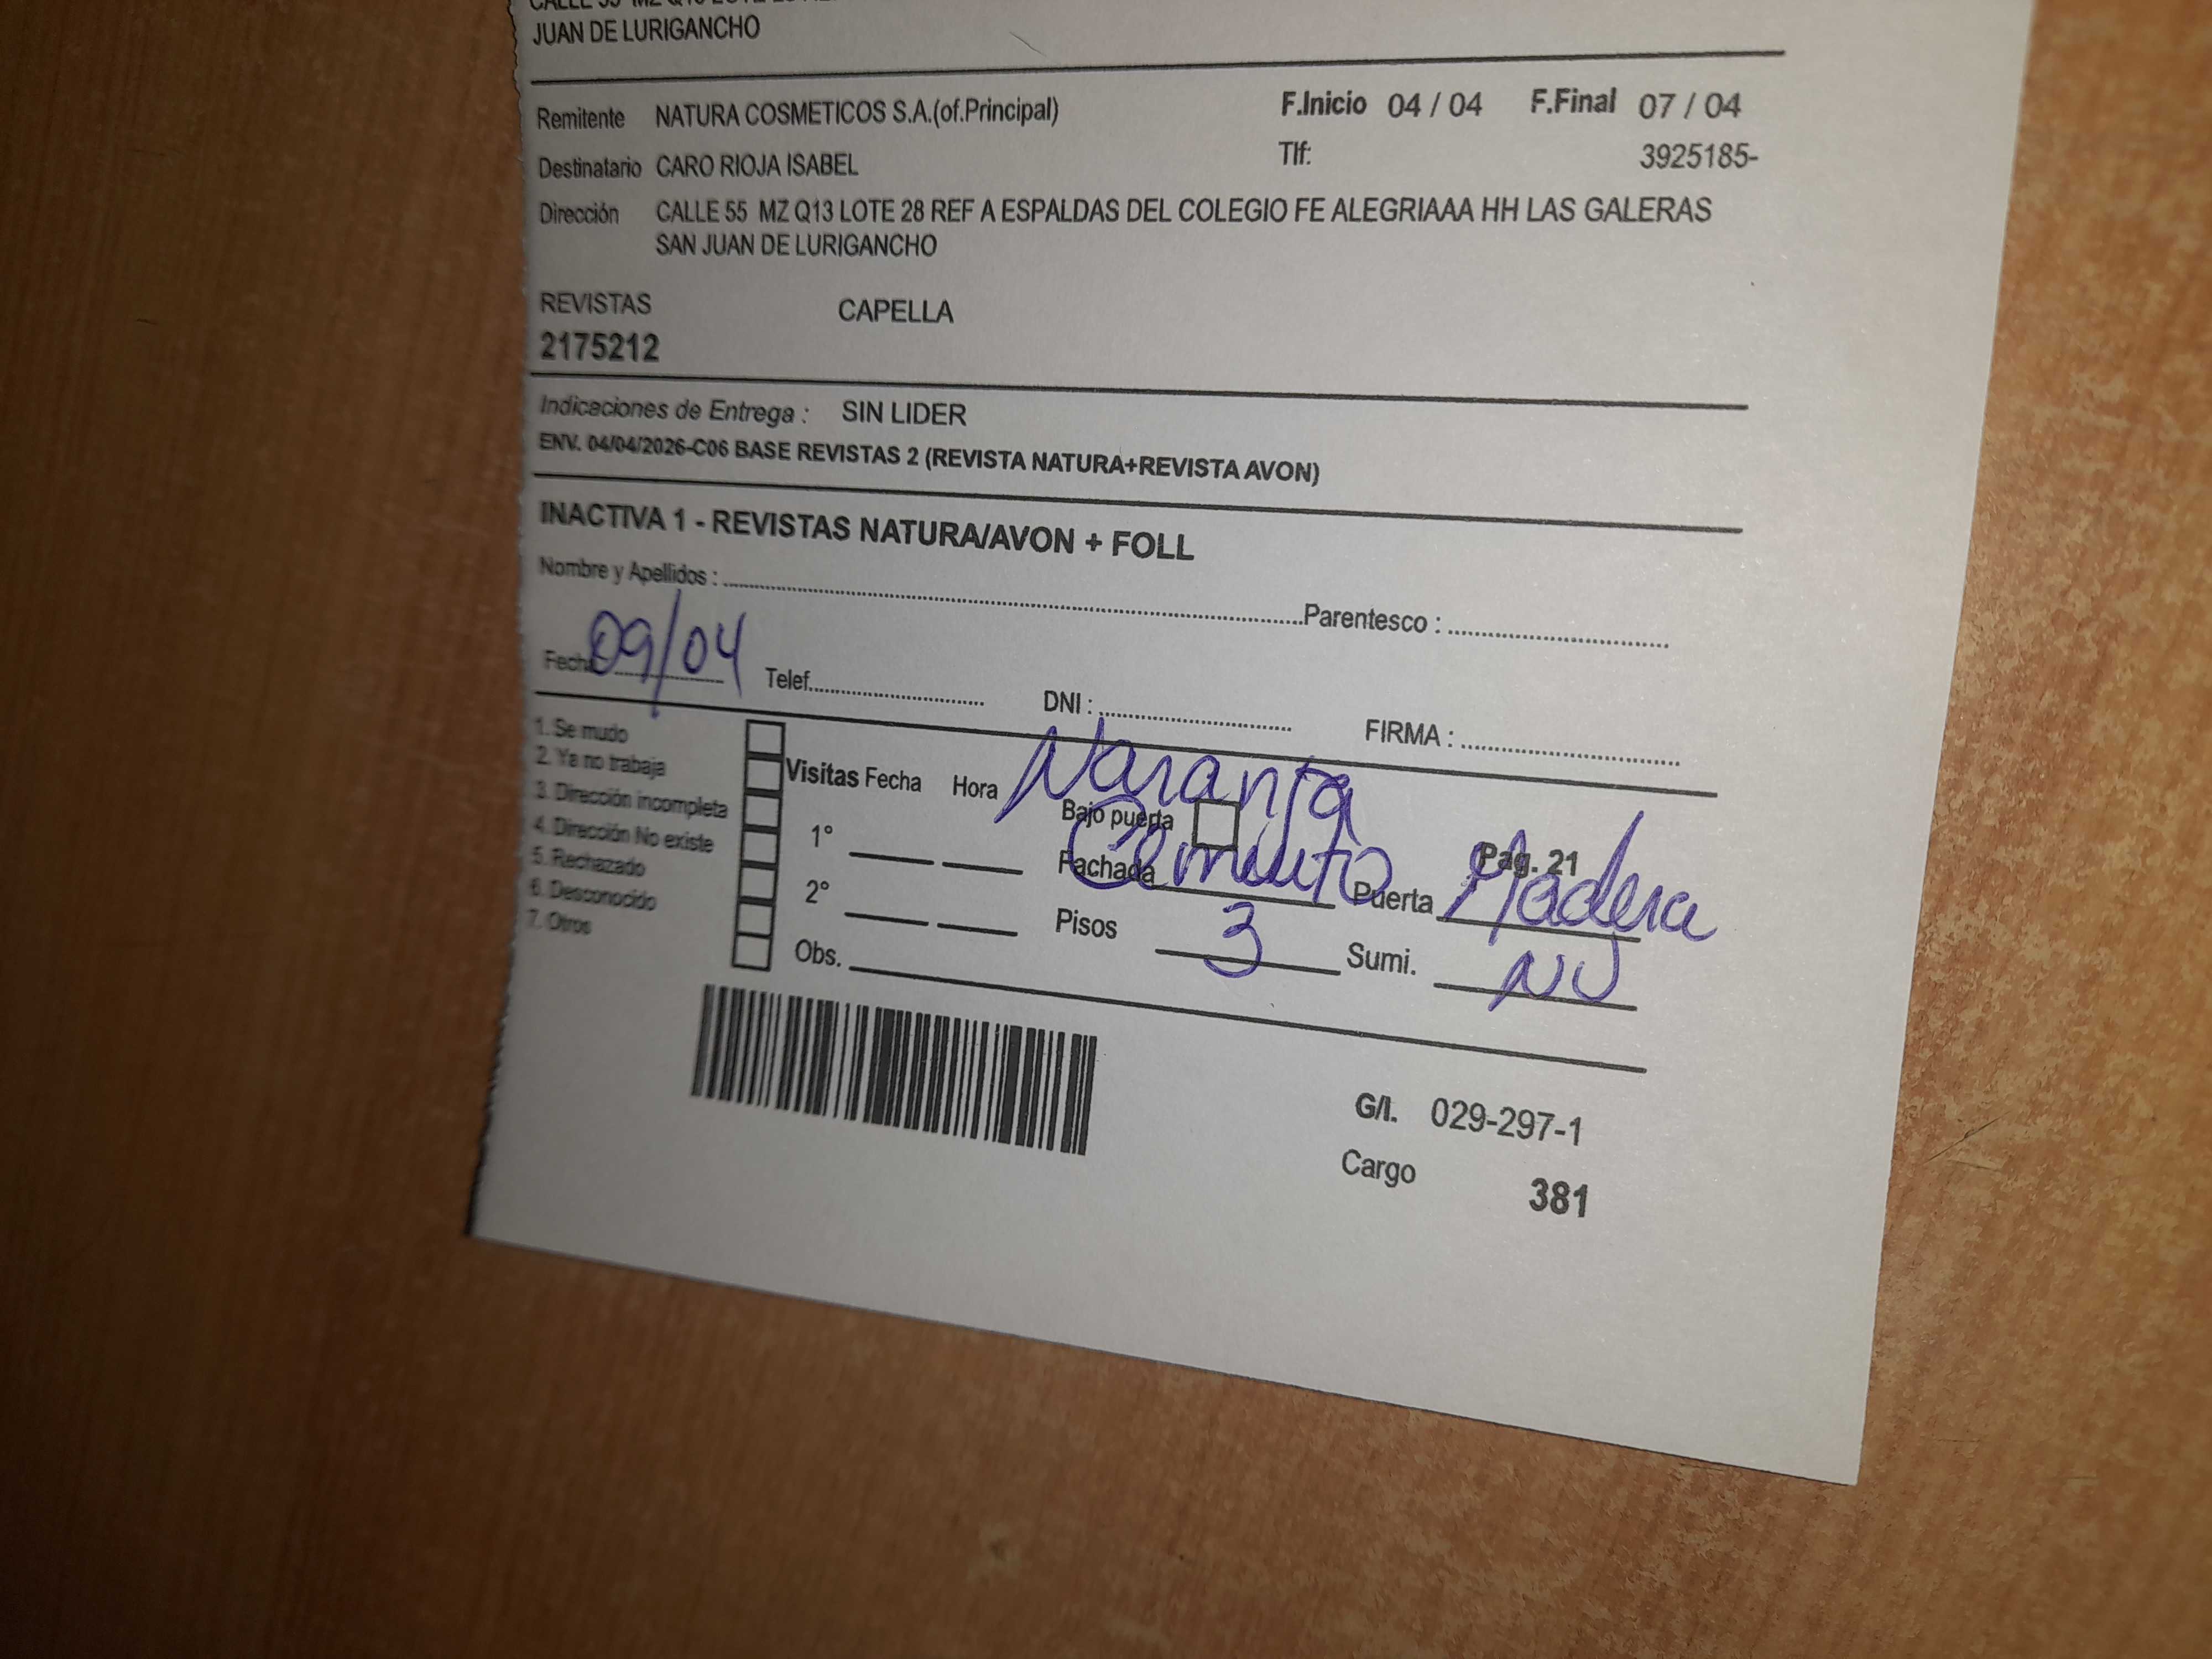 JUAN DE LURIGANCHO
Remitente NATURA COSMETICOS S.A.(of.Principal) F.Inicio 04 / 04 F.Final 07 / 04
Destinatario CARO RIOJA ISABEL Tlf: 3925185-
Dirección CALLE 55 MZ Q13 LOTE 28 REF A ESPALDAS DEL COLEGIO FE ALEGRIAAA HH LAS GALERAS
SAN JUAN DE LURIGANCHO
REVISTAS CAPELLA
2175212
Indicaciones de Entrega : SIN LIDER
ENV. 04/04/2026-C06 BASE REVISTAS 2 (REVISTA NATURA+REVISTA AVON)
INACTIVA 1 - REVISTAS NATURA/AVON + FOLL
Nombre y Apellidos : Parentesco :
Fecha: 09/04 Telef. DNI : FIRMA :
1. Se mudo
2. Ya no trabaja
3. Dirección incompleta
4. Dirección No existe
5. Rechazado
6. Desconocido
7. Otros
Visitas Fecha Hora Naranja
Bajo puerta
1° Fachada Cemento Pag. 21
Puerta Madera
2° Pisos 3 Sumi. NJ
Obs.
G/I. 029-297-1
Cargo 381